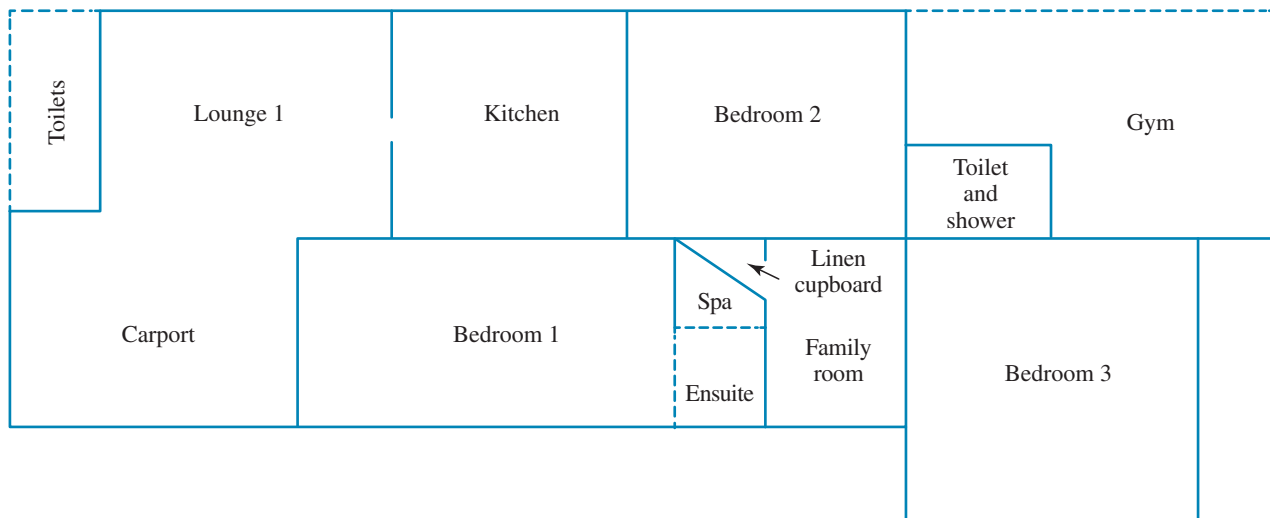 Toilets
Lounge 1
Kitchen
Bedroom 2
Gym
Toilet
and
shower
Linen
cupboard
Spa
Carport
Bedroom 1
Family
room
Ensuite
Bedroom 3